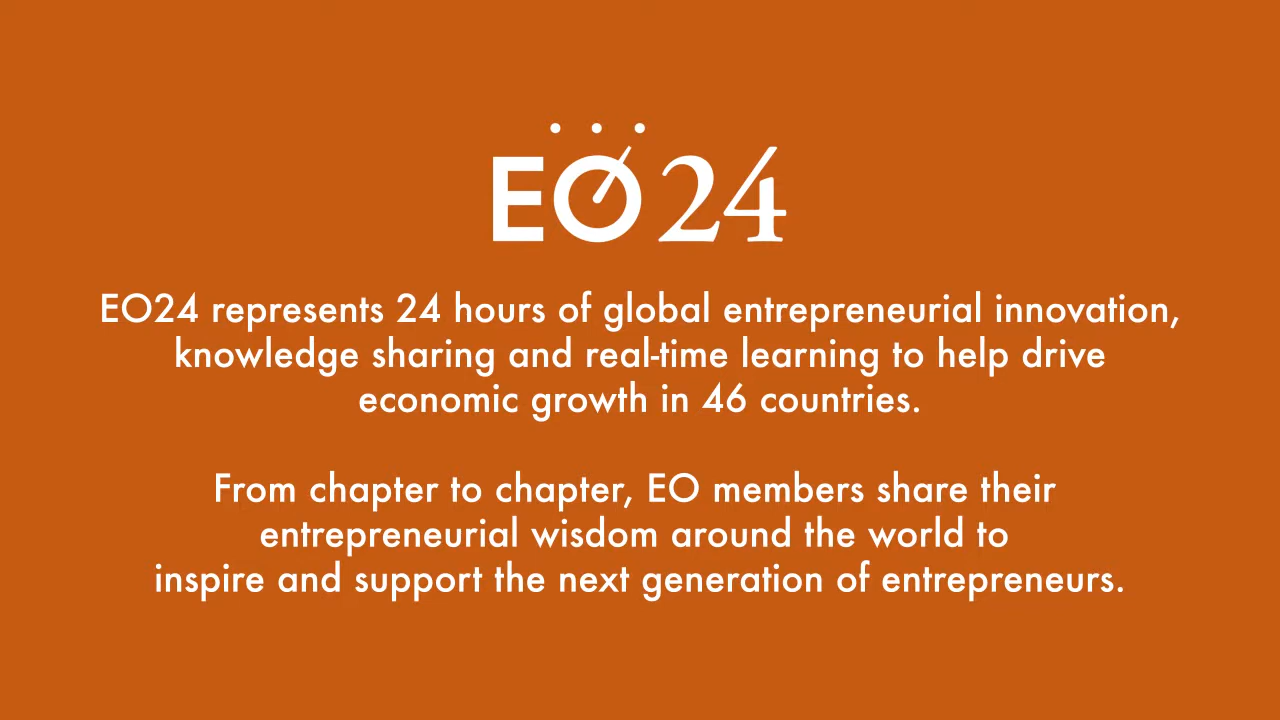 EO24
EO24 represents 24 hours of global entrepreneurial innovation,
knowledge sharing and real-time learning to help drive
economic growth in 46 countries.
From chapter to chapter, EO members share their
entrepreneurial wisdom around the world to
inspire and support the next generation of entrepreneurs.